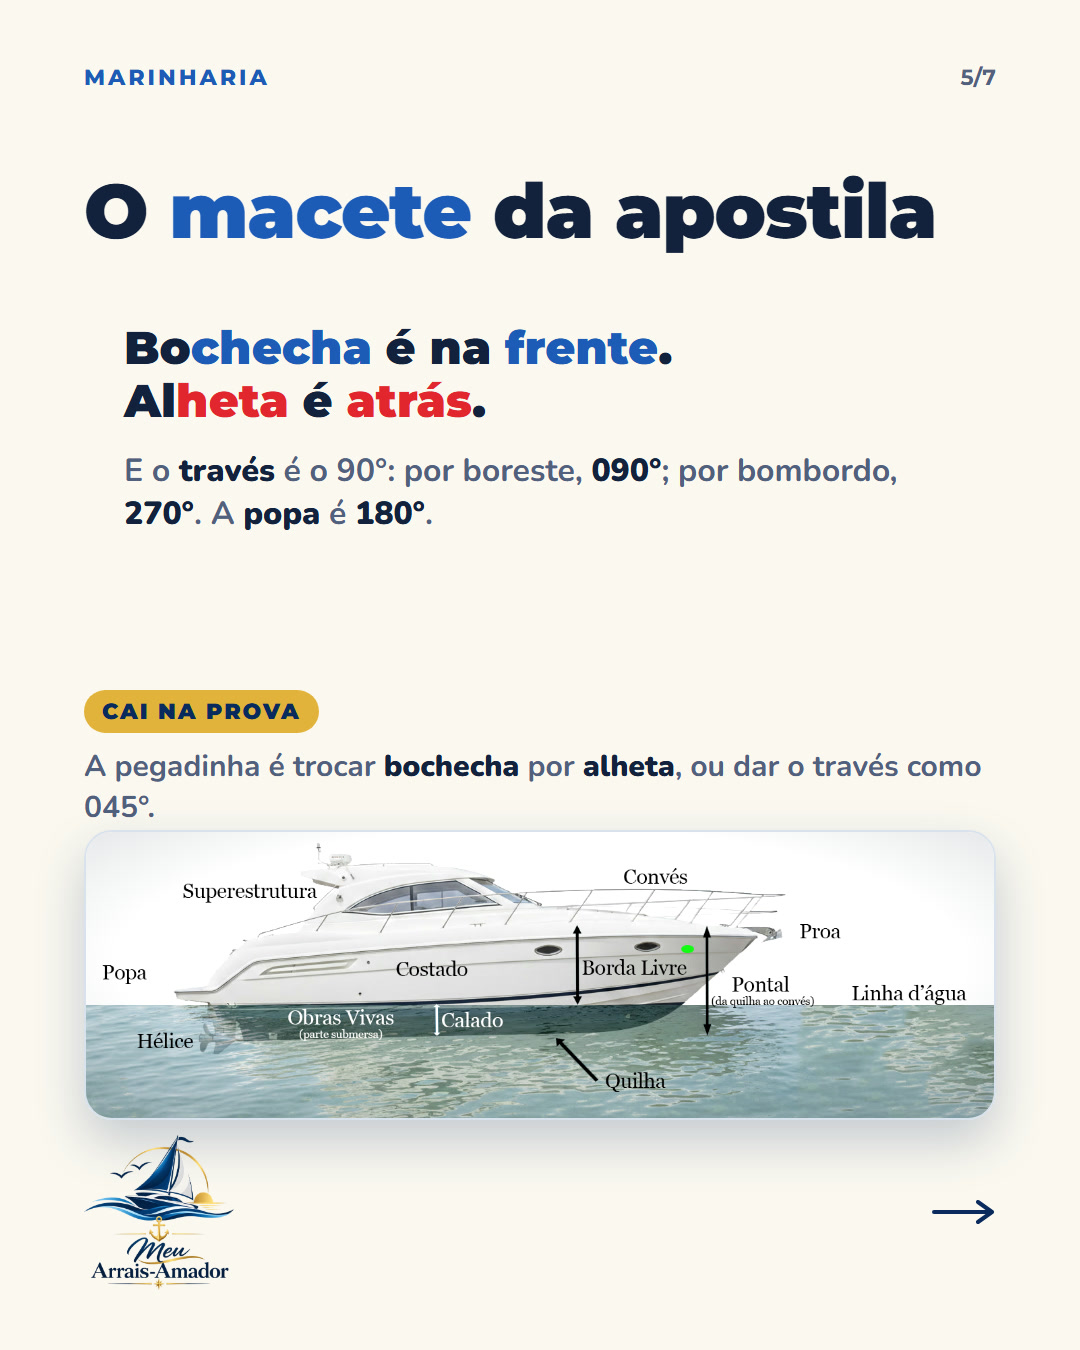 MARINHARIA
5/7
O macete da apostila
Bochecha é na frente.
Alheta é atrás.
E o través é o 90°: por boreste, 090°; por bombordo,
270°. A popa é 180°.
CAI NA PROVA
A pegadinha é trocar bochecha por alheta, ou dar o través como
045°.
Superestrutura
Convés
Proa
Popa
Costado
Borda Livre
Pontal
(da quilha ao convés)
Linha d'água
Obras Vivas
(parte submersa)
Calado
Hélice
Quilha
Meu
Arrais-Amador